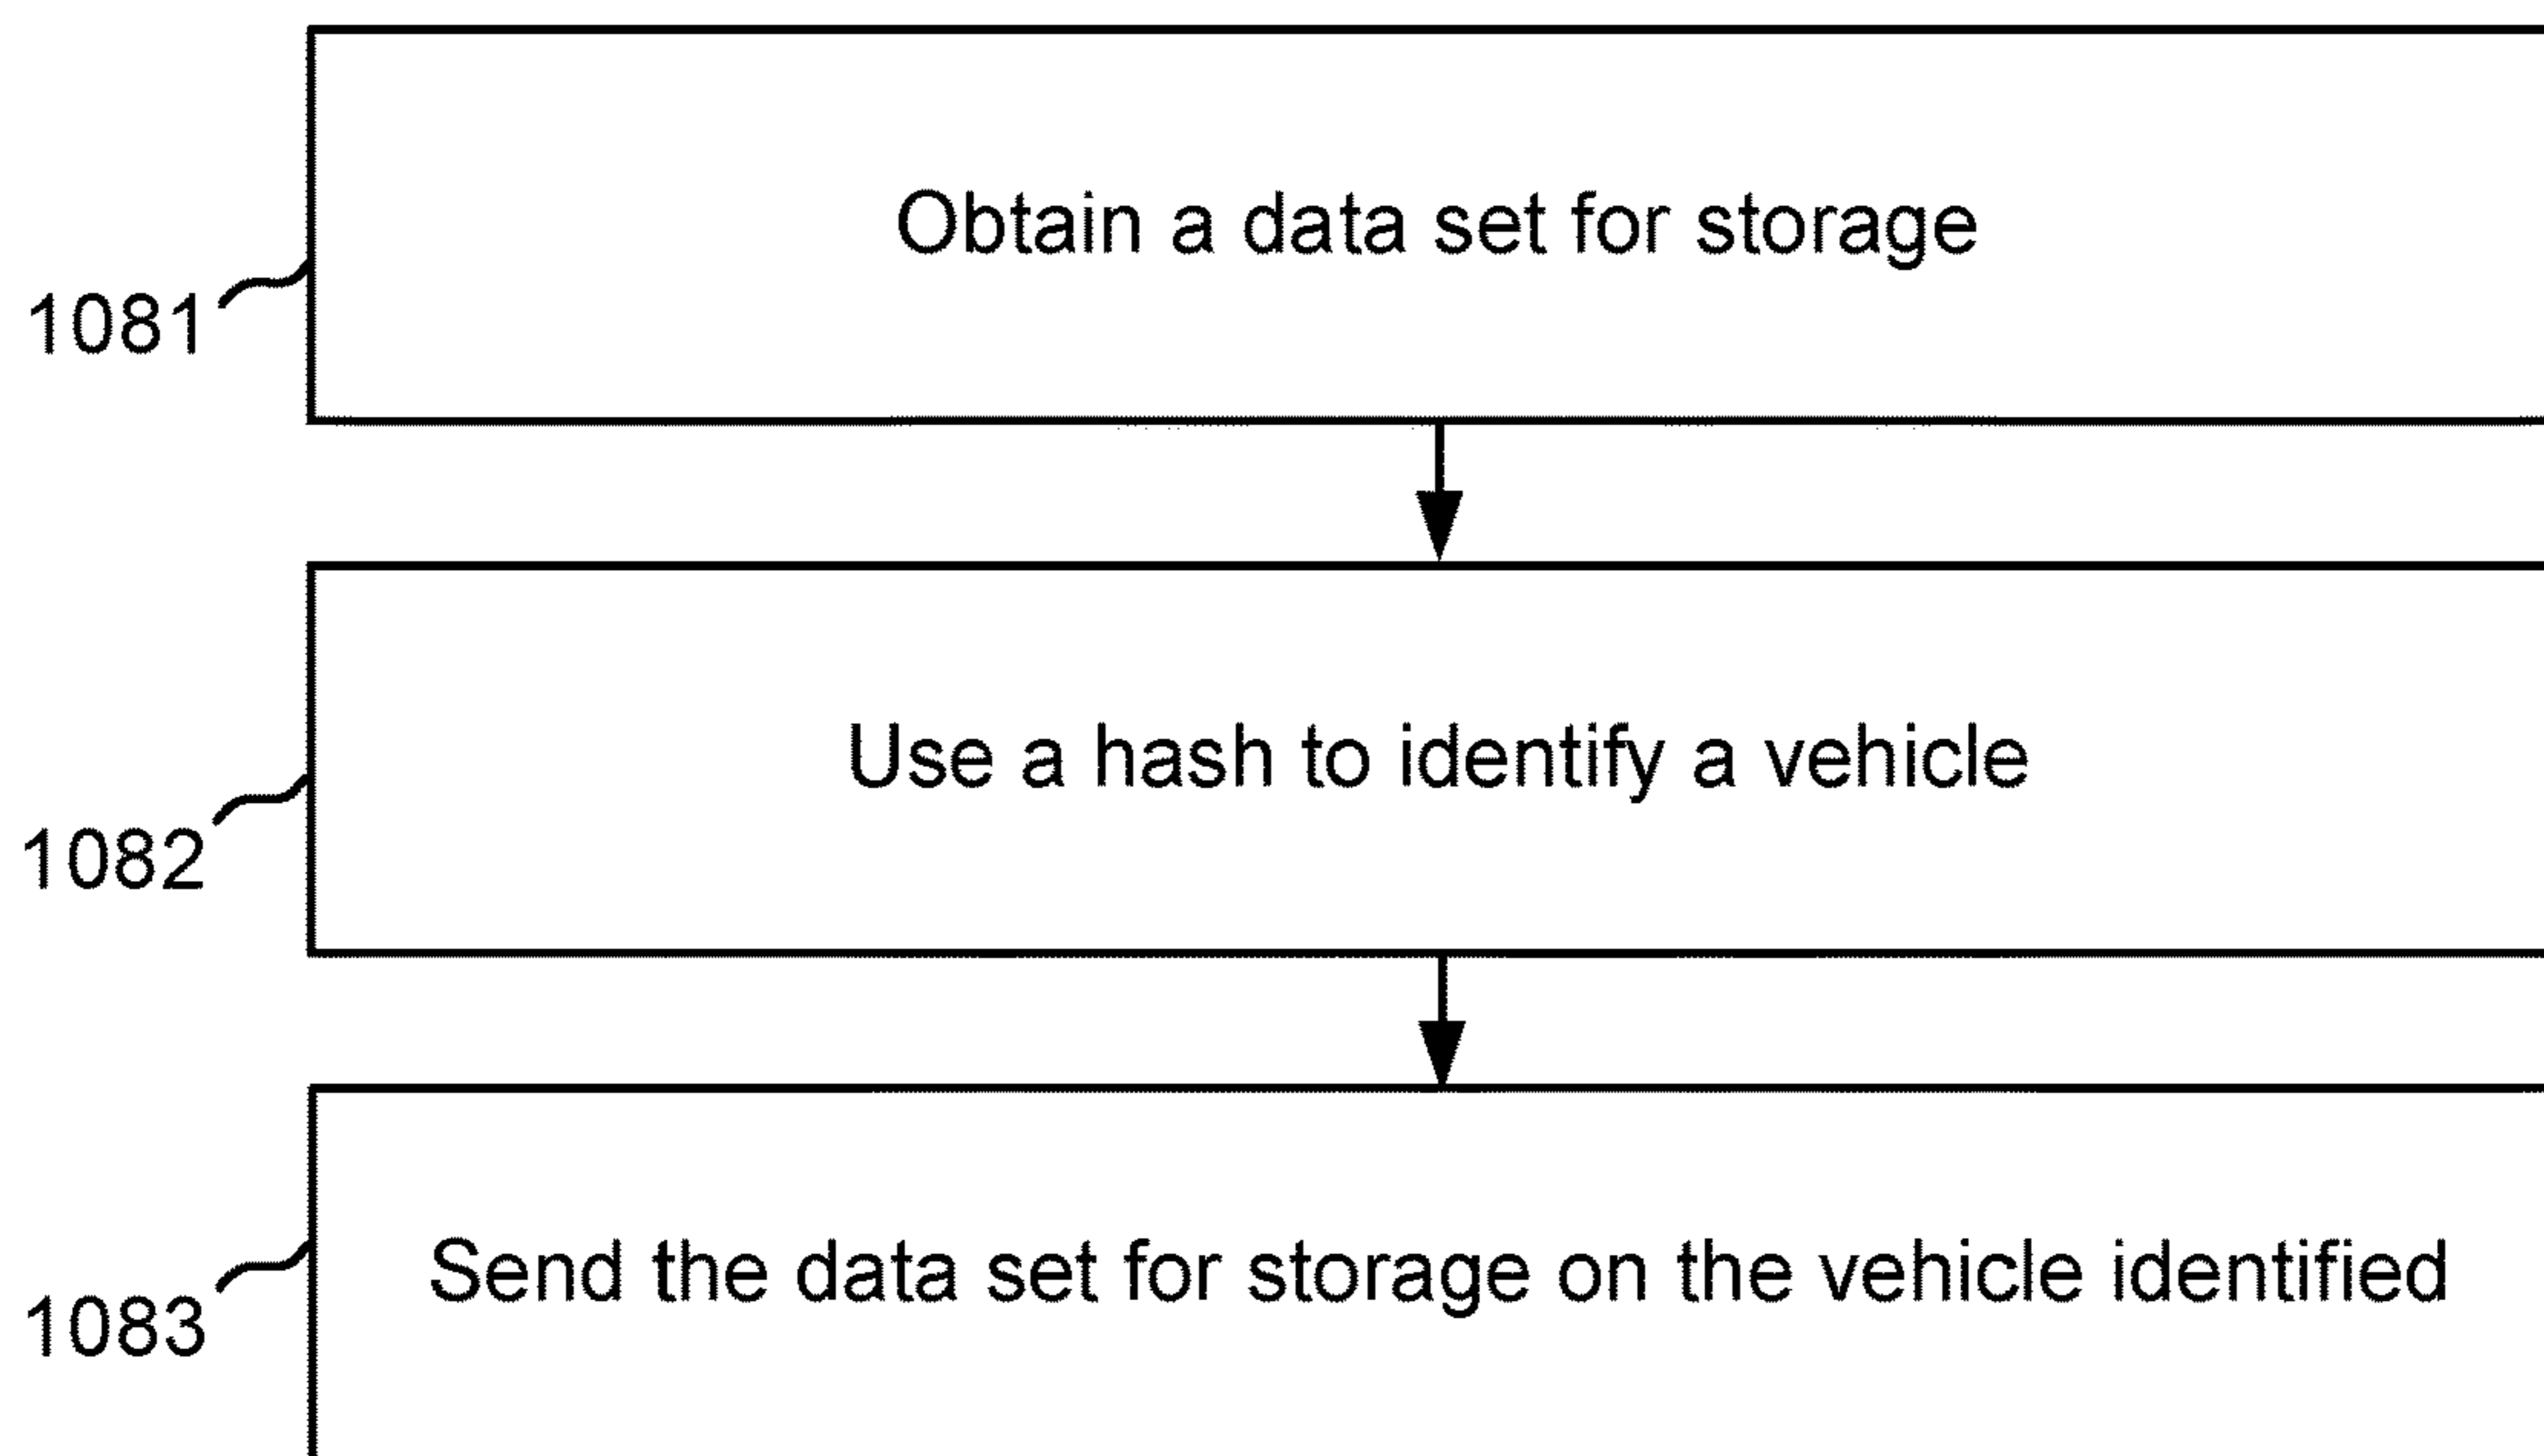 Obtain a data set for storage
1081
Use a hash to identify a vehicle
1082
Send the data set for storage on the vehicle identified
1083